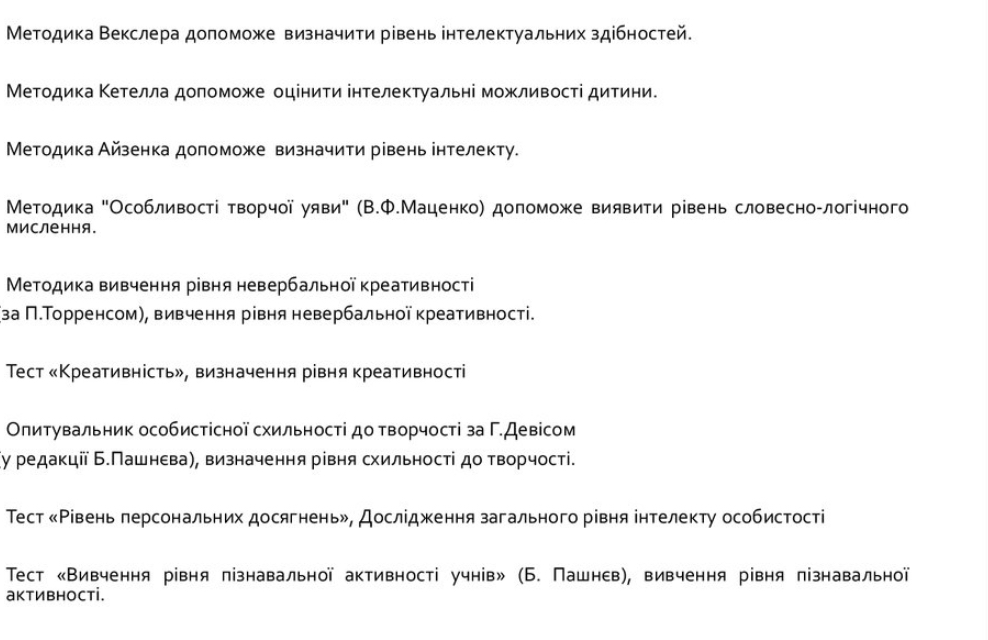 Методика Векслера допоможе визначити рівень інтелектуальних здібностей.
Методика Кетелла допоможе оцінити інтелектуальні можливості дитини.
Методика Айзенка допоможе визначити рівень інтелекту.
Методика "Особливості творчої уяви" (В.Ф.Маценко) допоможе виявити рівень словесно-логічного
мислення.
Методика вивчення рівня невербальної креативності
(за П.Торренсом), вивчення рівня невербальної креативності.
Тест «Креативність», визначення рівня креативності
Опитувальник особистісної схильності до творчості за Г.Девісом
(у редакції Б.Пашнєва), визначення рівня схильності до творчості.
Тест «Рівень персональних досягнень», Дослідження загального рівня інтелекту особистості
Тест «Вивчення рівня пізнавальної активності учнів» (Б. Пашнєв), вивчення рівня пізнавальної
активності.